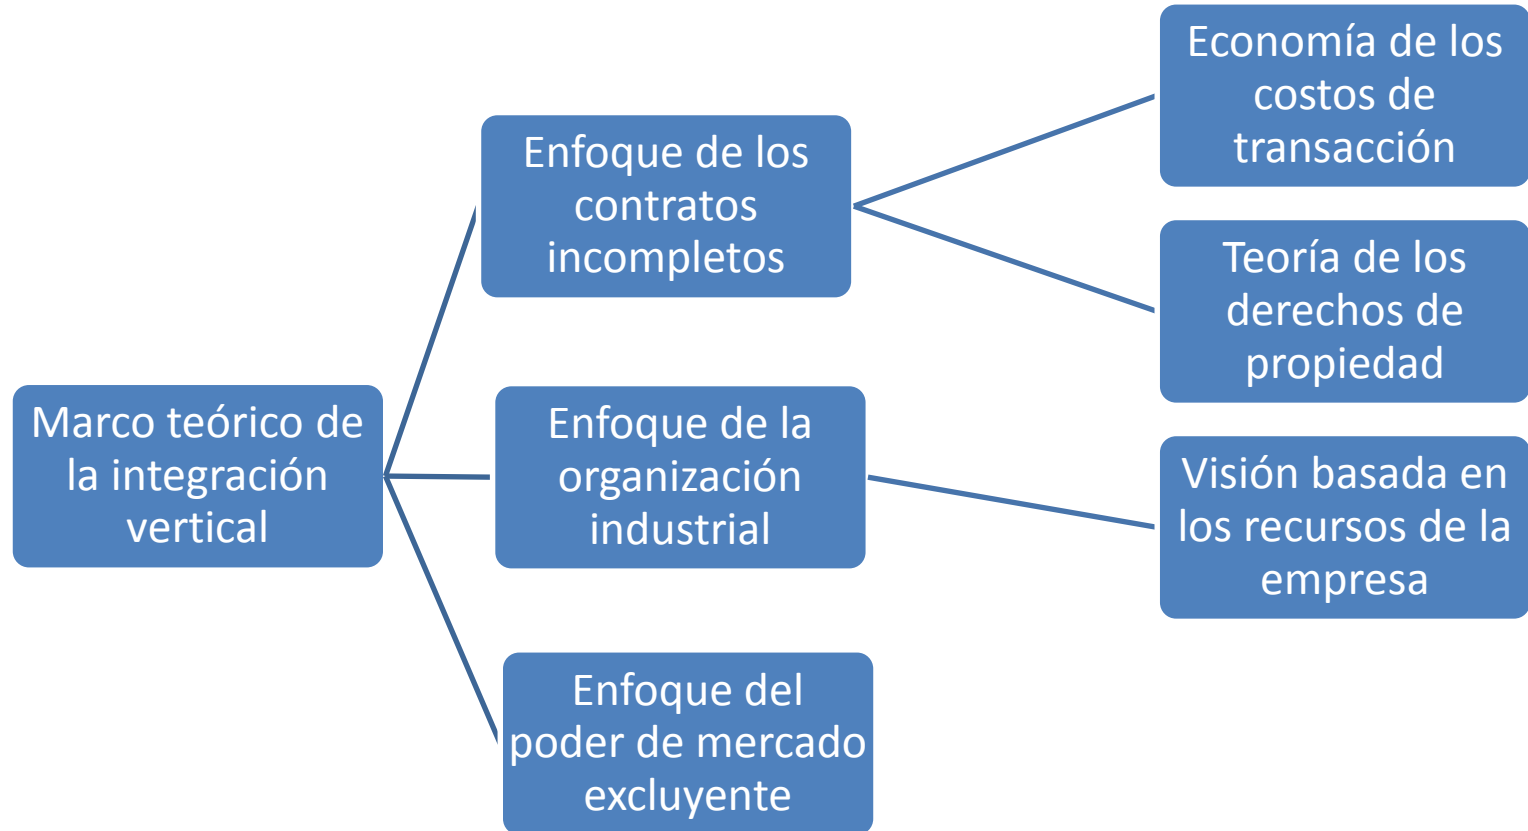 Marco teórico de
la integración
vertical
Enfoque de los
contratos
incompletos
Economía de los
costos de
transacción
Teoría de los
derechos de
propiedad
Enfoque de la
organización
industrial
Visión basada en
los recursos de la
empresa
Enfoque del
poder de mercado
excluyente